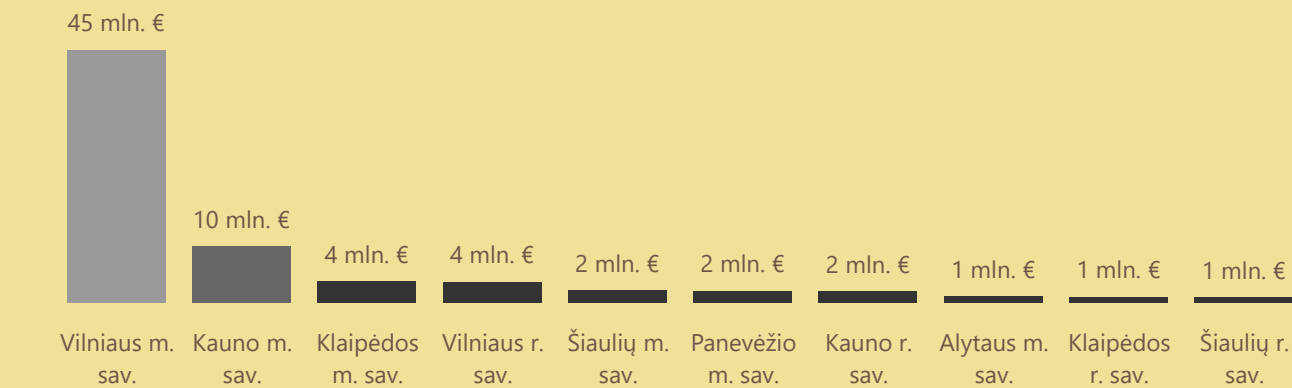 45 mln. €
10 mln. €
4 mln. €
4 mln. €
2 mln. €
2 mln. €
2 mln. €
1 mln. €
1 mln. €
1 mln. €
Vilniaus m.
sav.
Kauno m.
sav.
Klaipėdos
m. sav.
Vilniaus r.
sav.
Šiaulių m.
sav.
Panevėžio
m. sav.
Kauno r.
sav.
Alytaus m.
sav.
Klaipėdos
r. sav.
Šiaulių r.
sav.